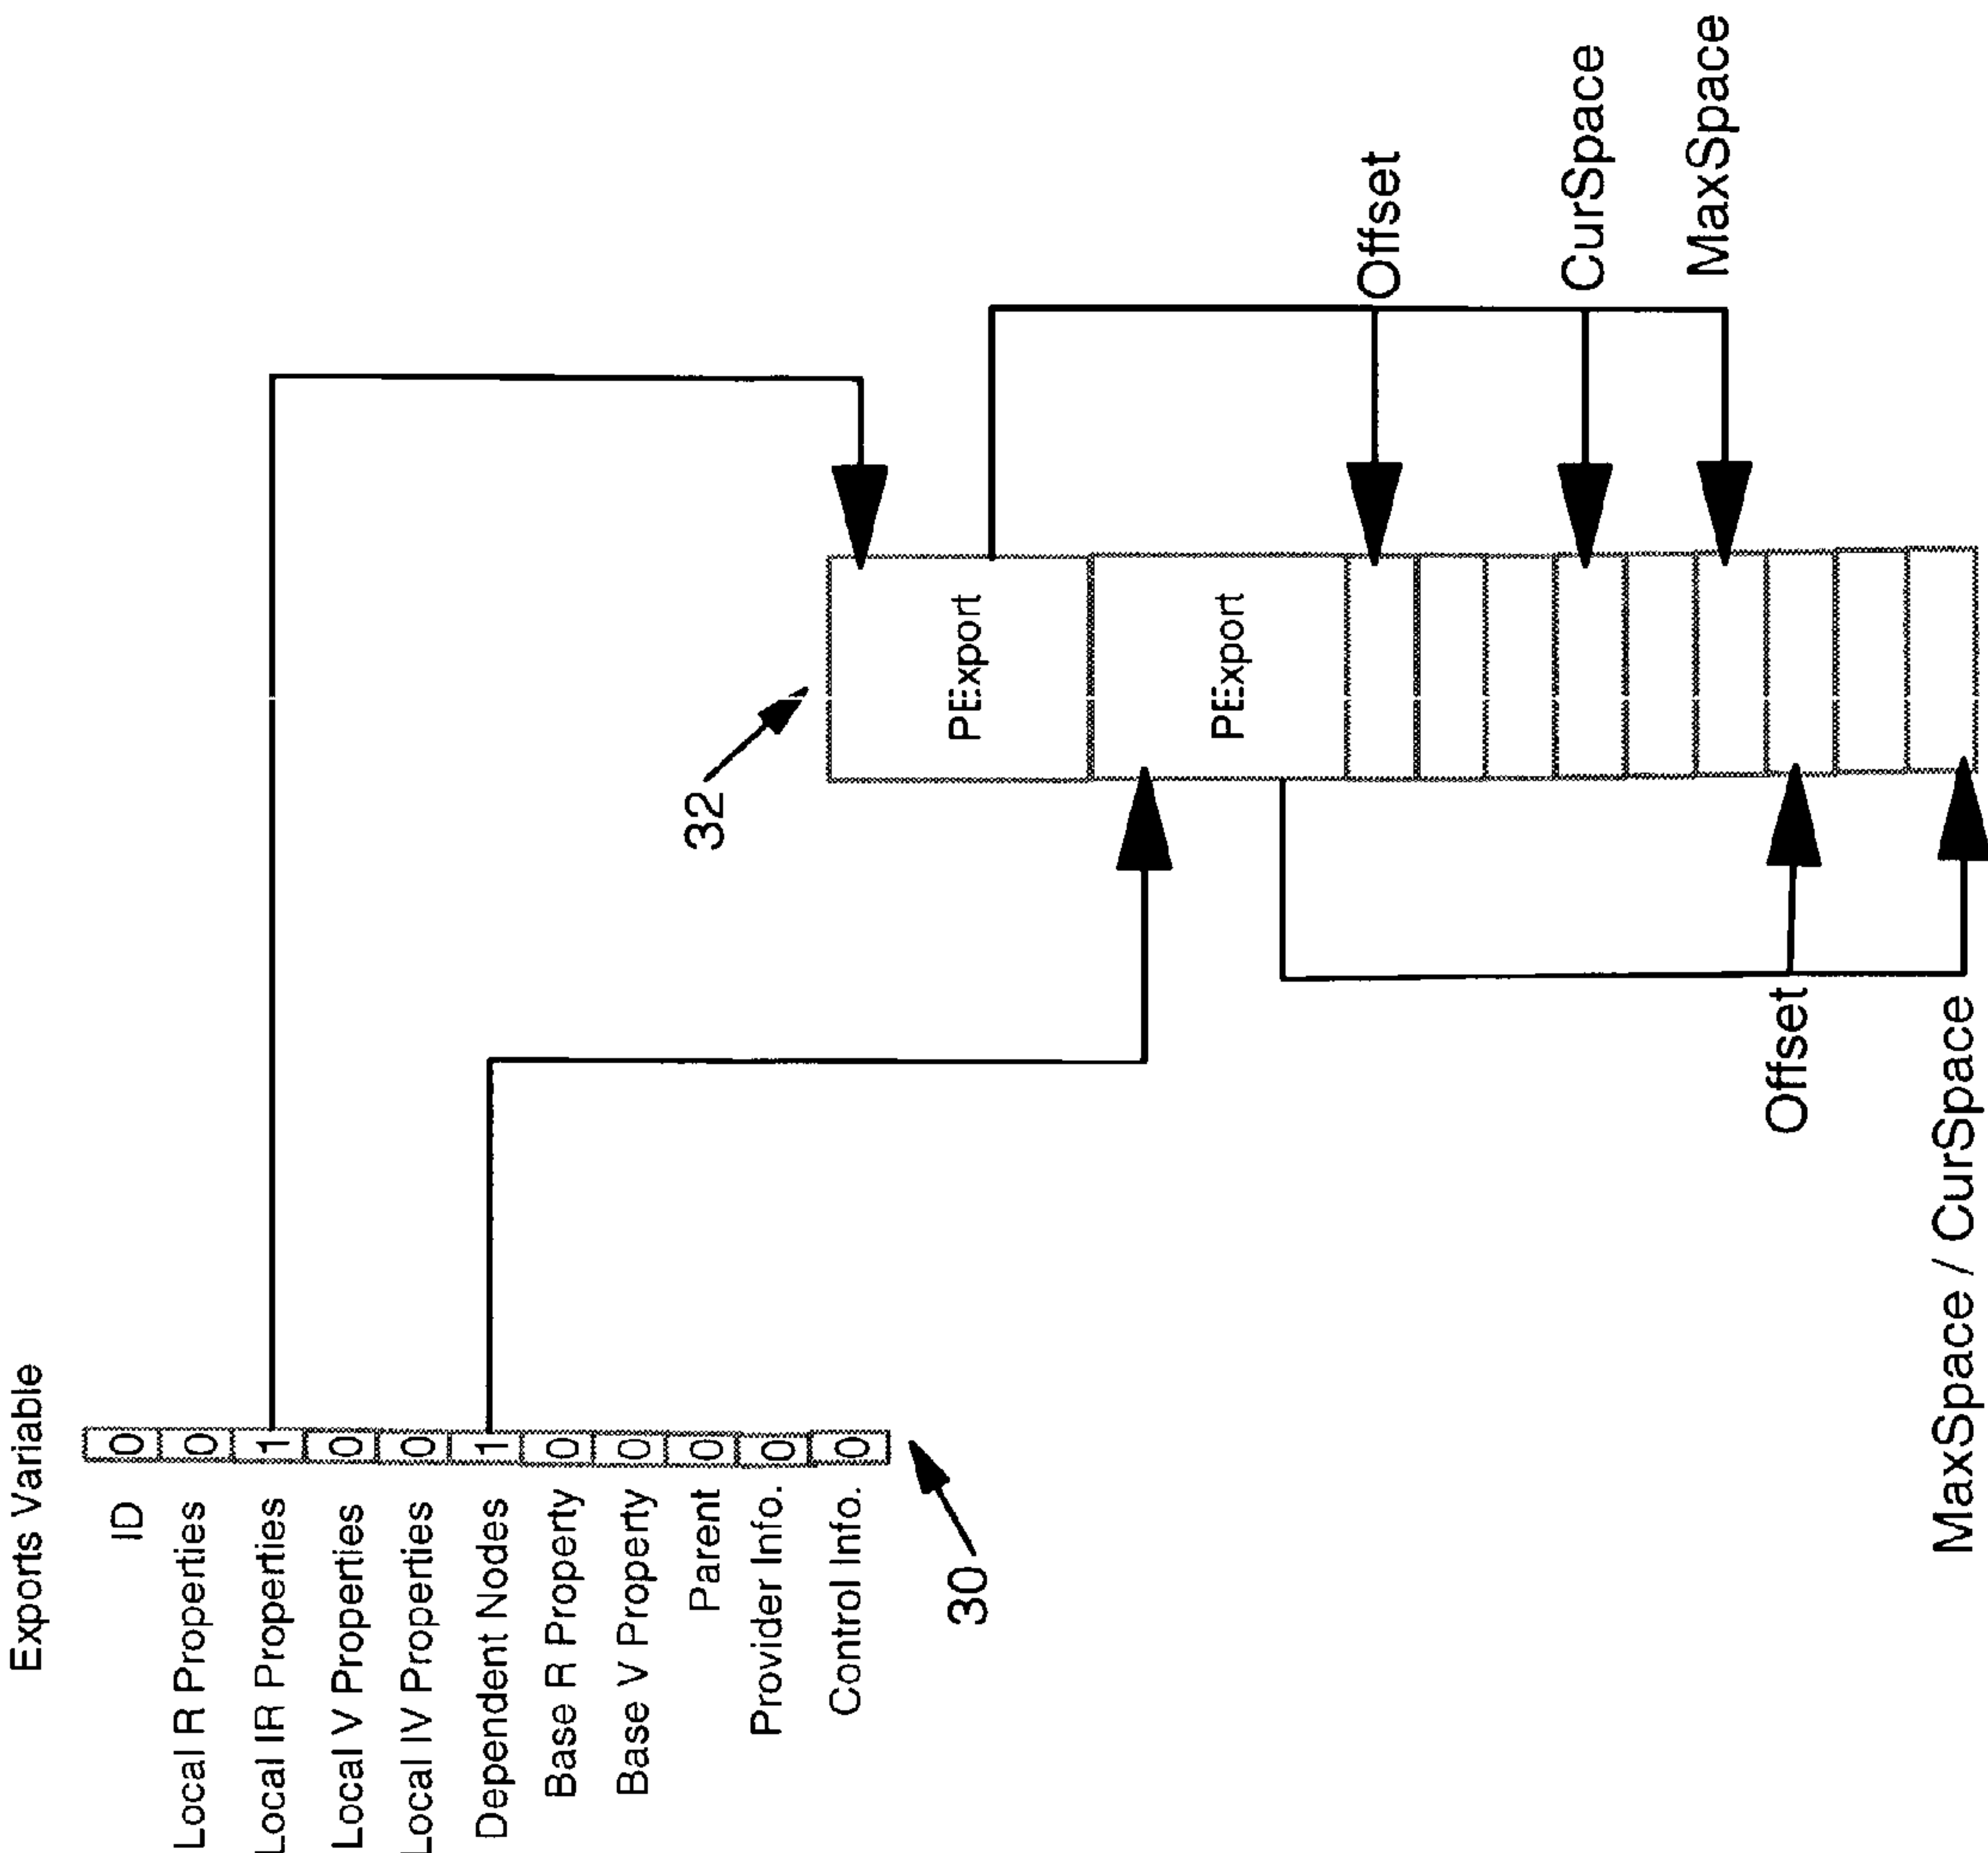 Exports Variable
ID 0
Local R Properties 0
Local IR Properties 1
Local V Properties 0
Local IV Properties 0
Dependent Nodes 1
Base R Property 0
Base V Property 0
Parent 0
Provider Info. 0
Control Info. 0
30
32
PEExport
PEExport
Offset
CurSpace
MaxSpace
Offset
MaxSpace / CurSpace